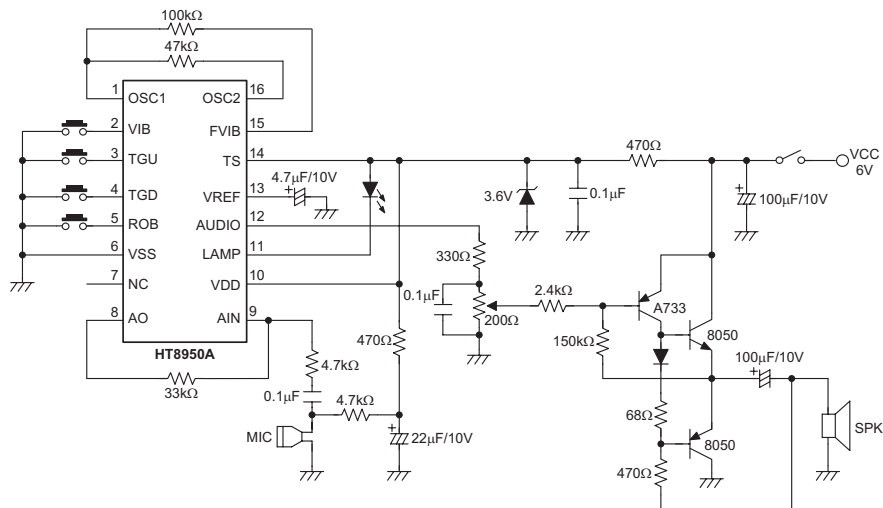 100kΩ
47kΩ
1 OSC1 OSC2 16
2 VIB FVIB 15
3 TGU TS 14
4 TGD VREF 13
5 ROB AUDIO 12
6 VSS LAMP 11
7 NC VDD 10
8 AO AIN 9
HT8950A
33kΩ
4.7μF/10V
+
4.7kΩ
0.1μF
MIC
4.7kΩ
470Ω
+
22μF/10V
3.6V
0.1μF
470Ω
VCC
6V
+
100μF/10V
330Ω
0.1μF
200Ω
2.4kΩ
A733
150kΩ
8050
100μF/10V
+
68Ω
8050
470Ω
SPK